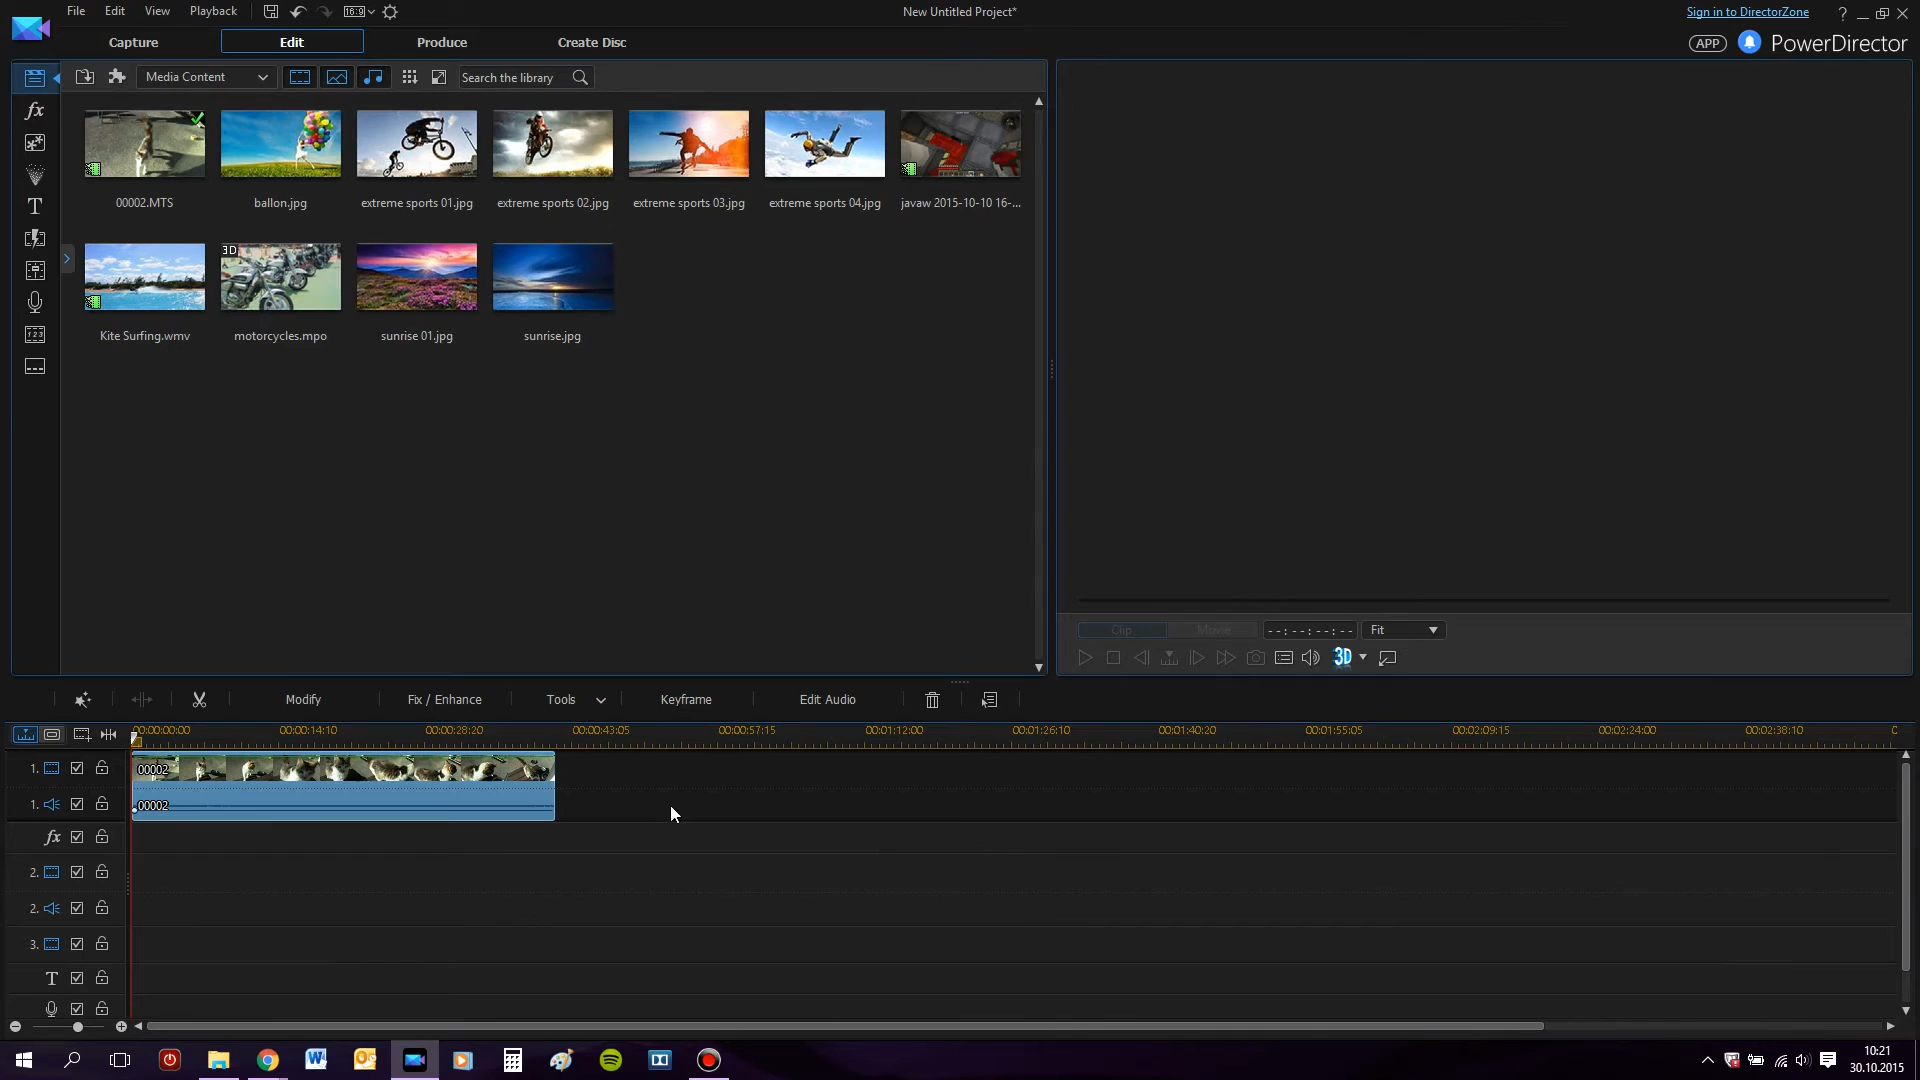 File Edit View Playback 16:9 New Untitled Project* Sign in to DirectorZone ?
Capture Edit Produce Create Disc APP PowerDirector
Media Content Search the library
fx
T
00002.MTS ballon.jpg extreme sports 01.jpg extreme sports 02.jpg extreme sports 03.jpg extreme sports 04.jpg javaw 2015-10-10 16-...
3D
Kite Surfing.wmv motorcycles.mpo sunrise 01.jpg sunrise.jpg
123
Clip Movie --:--:--:-- Fit
3D
Modify Fix / Enhance Tools Keyframe Edit Audio
00:00:00:00 00:00:14:10 00:00:28:20 00:00:43:05 00:00:57:15 00:01:12:00 00:01:26:10 00:01:40:20 00:01:55:05 00:02:09:15 00:02:24:00 00:02:38:10
1. 00002
1. 00002
fx
2.
2.
3.
T
10:21
30.10.2015